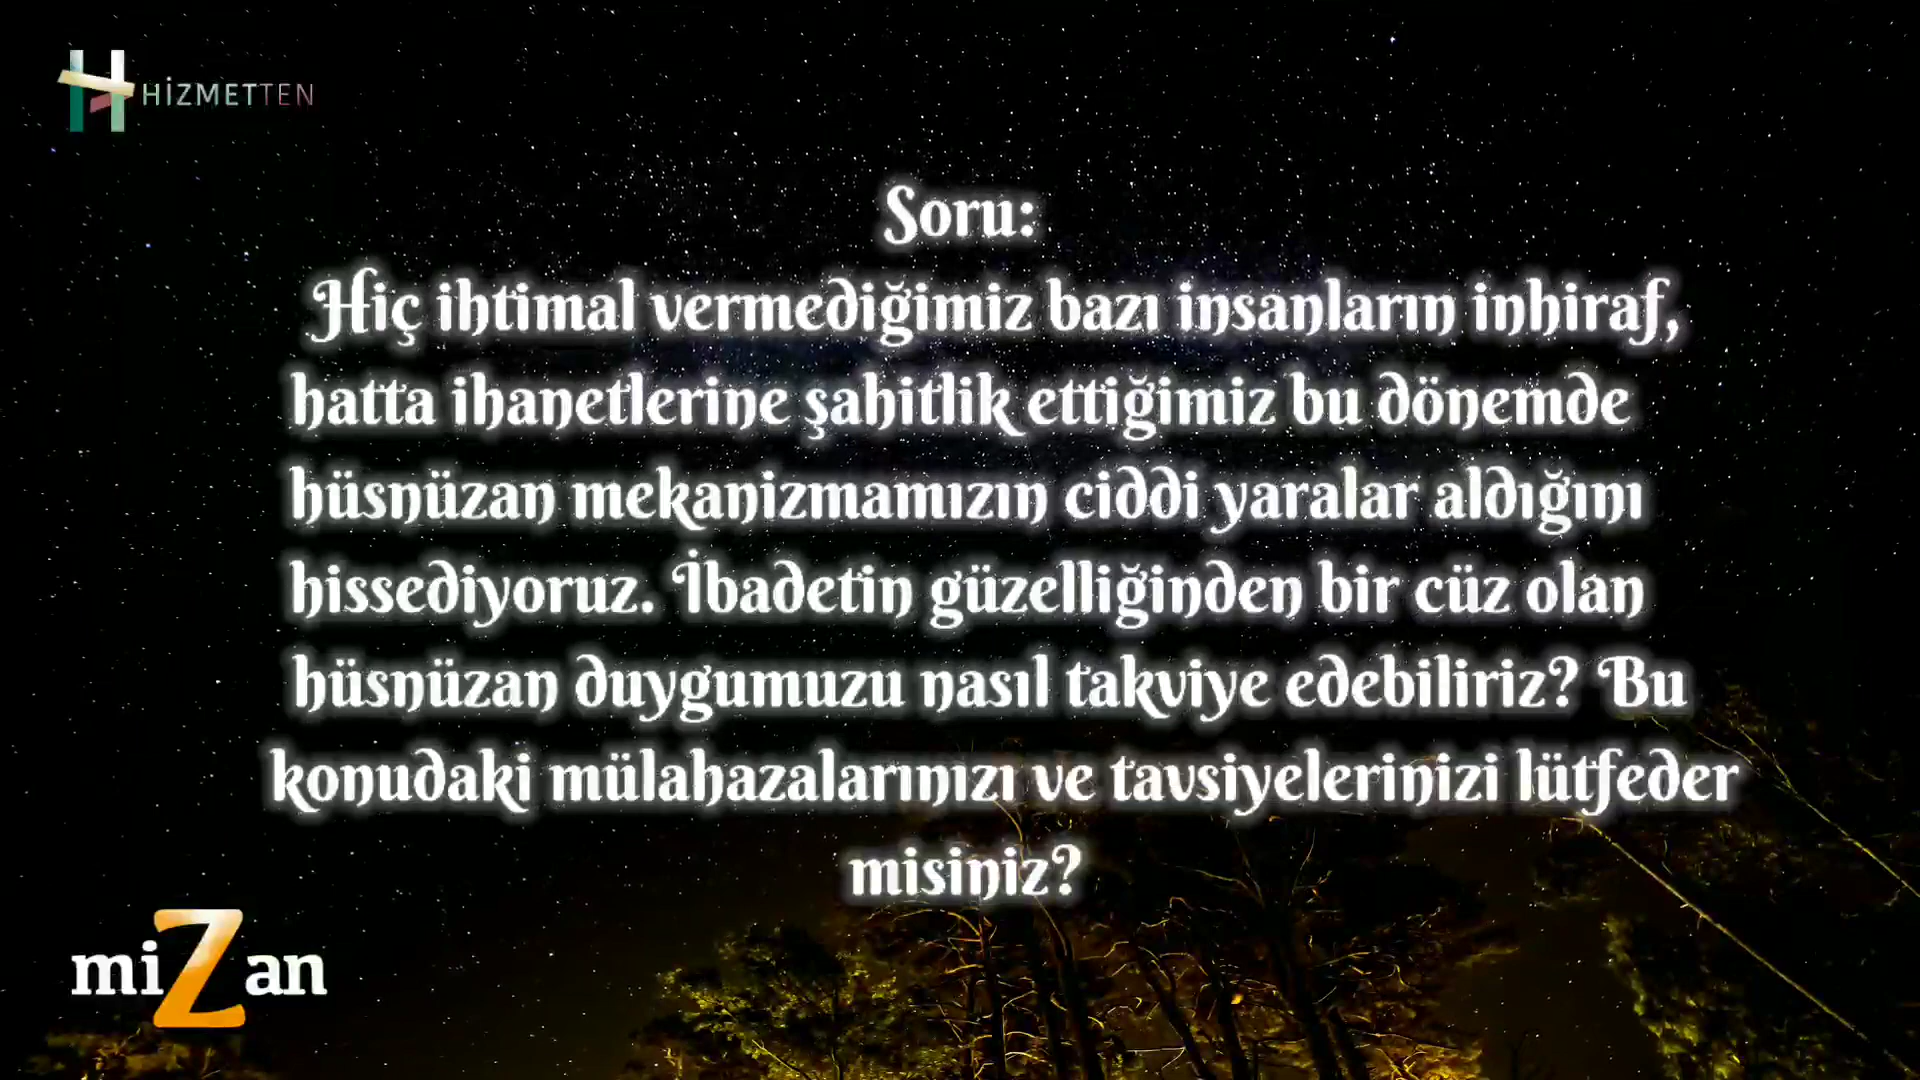 HİZMETTEN
Soru:
Hiç ihtimal vermediğimiz bazı insanların inhiraf,
hatta ihanetlerine şahitlik ettiğimiz bu dönemde
hüsnüzan mekanizmamızın ciddi yaralar aldığını
hissediyoruz. İbadetin güzelliğinden bir cüz olan
hüsnüzan duygumuzu nasıl takviye edebiliriz? Bu
konudaki mülahazalarınızı ve tavsiyelerinizi lütfeder
misiniz?
miZan